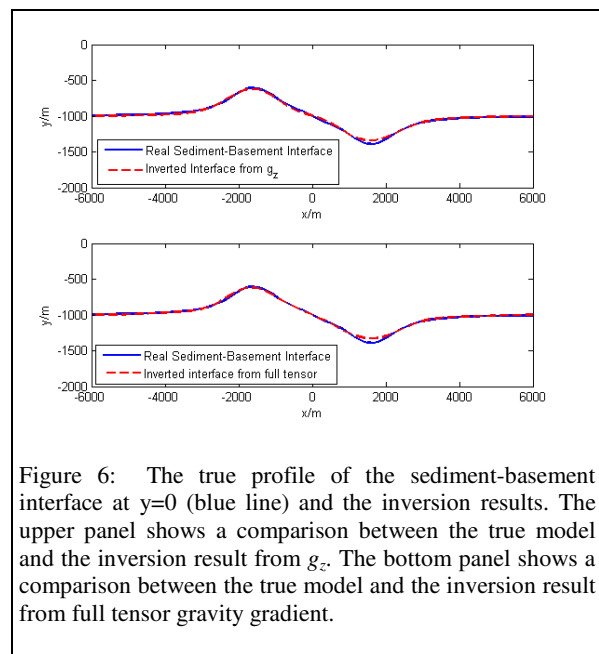 0
-500
-1000
-1500
-2000
y/m
Real Sediment-Basement Interface
Inverted Interface from g_z
-6000 -4000 -2000 0 2000 4000 6000
x/m
0
-500
-1000
-1500
-2000
y/m
Real Sediment-Basement Interface
Inverted interface from full tensor
-6000 -4000 -2000 0 2000 4000 6000
x/m
Figure 6: The true profile of the sediment-basement
interface at y=0 (blue line) and the inversion results. The
upper panel shows a comparison between the true model
and the inversion result from g_z. The bottom panel shows a
comparison between the true model and the inversion result
from full tensor gravity gradient.